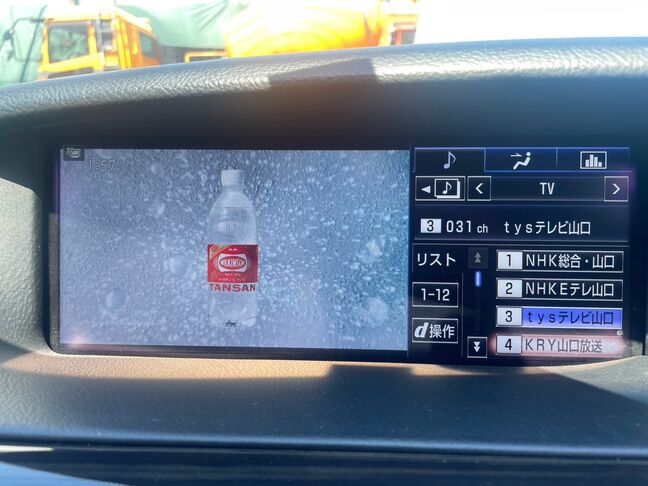 1:57
WILKINSON
TANSAN
TV
3 031ch tysテレビ山口
リスト
1 NHK総合・山口
1-12
2 NHKEテレ山口
3 tysテレビ山口
d操作
4 KRY山口放送